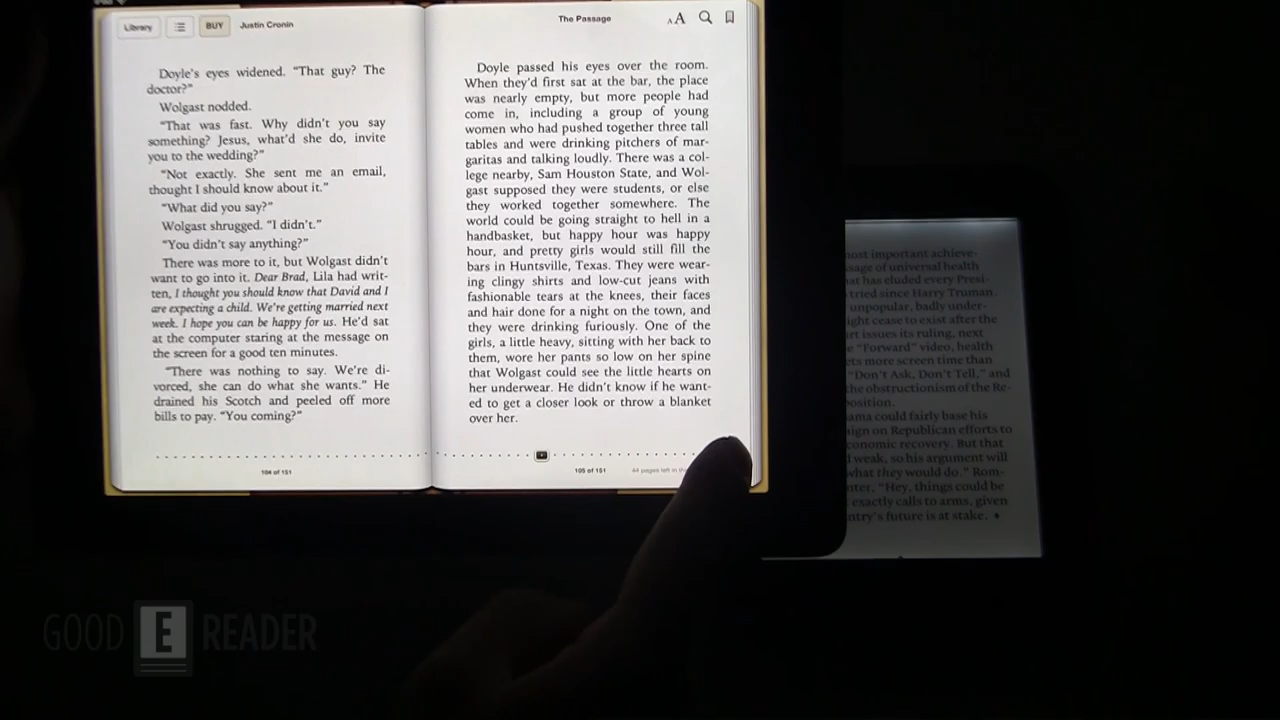 Library
BUY
Justin Cronin
The Passage
AA
Doyle's eyes widened. “That guy? The
doctor?”
Wolgast nodded.
“That was fast. Why didn't you say
something? Jesus, what'd she do, invite
you to the wedding?”
“Not exactly. She sent me an email,
thought I should know about it.”
“What did you say?”
Wolgast shrugged. “I didn't.”
“You didn't say anything?”
There was more to it, but Wolgast didn't
want to go into it. Dear Brad, Lila had writ-
ten, I thought you should know that David and I
are expecting a child. We're getting married next
week. I hope you can be happy for us. He'd sat
at the computer staring at the message on
the screen for a good ten minutes.
“There was nothing to say. We're di-
vorced, she can do what she wants.” He
drained his Scotch and peeled off more
bills to pay. “You coming?”
104 of 151
Doyle passed his eyes over the room.
When they'd first sat at the bar, the place
was nearly empty, but more people had
come in, including a group of young
women who had pushed together three tall
tables and were drinking pitchers of mar-
garitas and talking loudly. There was a col-
lege nearby, Sam Houston State, and Wol-
gast supposed they were students, or else
they worked together somewhere. The
world could be going straight to hell in a
handbasket, but happy hour was happy
hour, and pretty girls would still fill the
bars in Huntsville, Texas. They were wear-
ing clingy shirts and low-cut jeans with
fashionable tears at the knees, their faces
and hair done for a night on the town, and
they were drinking furiously. One of the
girls, a little heavy, sitting with her back to
them, wore her pants so low on her spine
that Wolgast could see the little hearts on
her underwear. He didn't know if he want-
ed to get a closer look or throw a blanket
over her.
105 of 151
pages left in
most important achieve-
of universal health
has eluded every Presi-
tried since Harry Truman.
unpopular, badly under-
cease to exist after the
issues its ruling, next
“Forward” video, health
more screen time than
“Don't Ask, Don't Tell,” and
the obstructionism of the Re-
could fairly base his
on Republican efforts to
economic recovery. But that
weak, so his argument will
what they would do.” Rom-
“Hey, things could be
exactly calls to arms, given
future is at stake. ♦
GOOD E READER